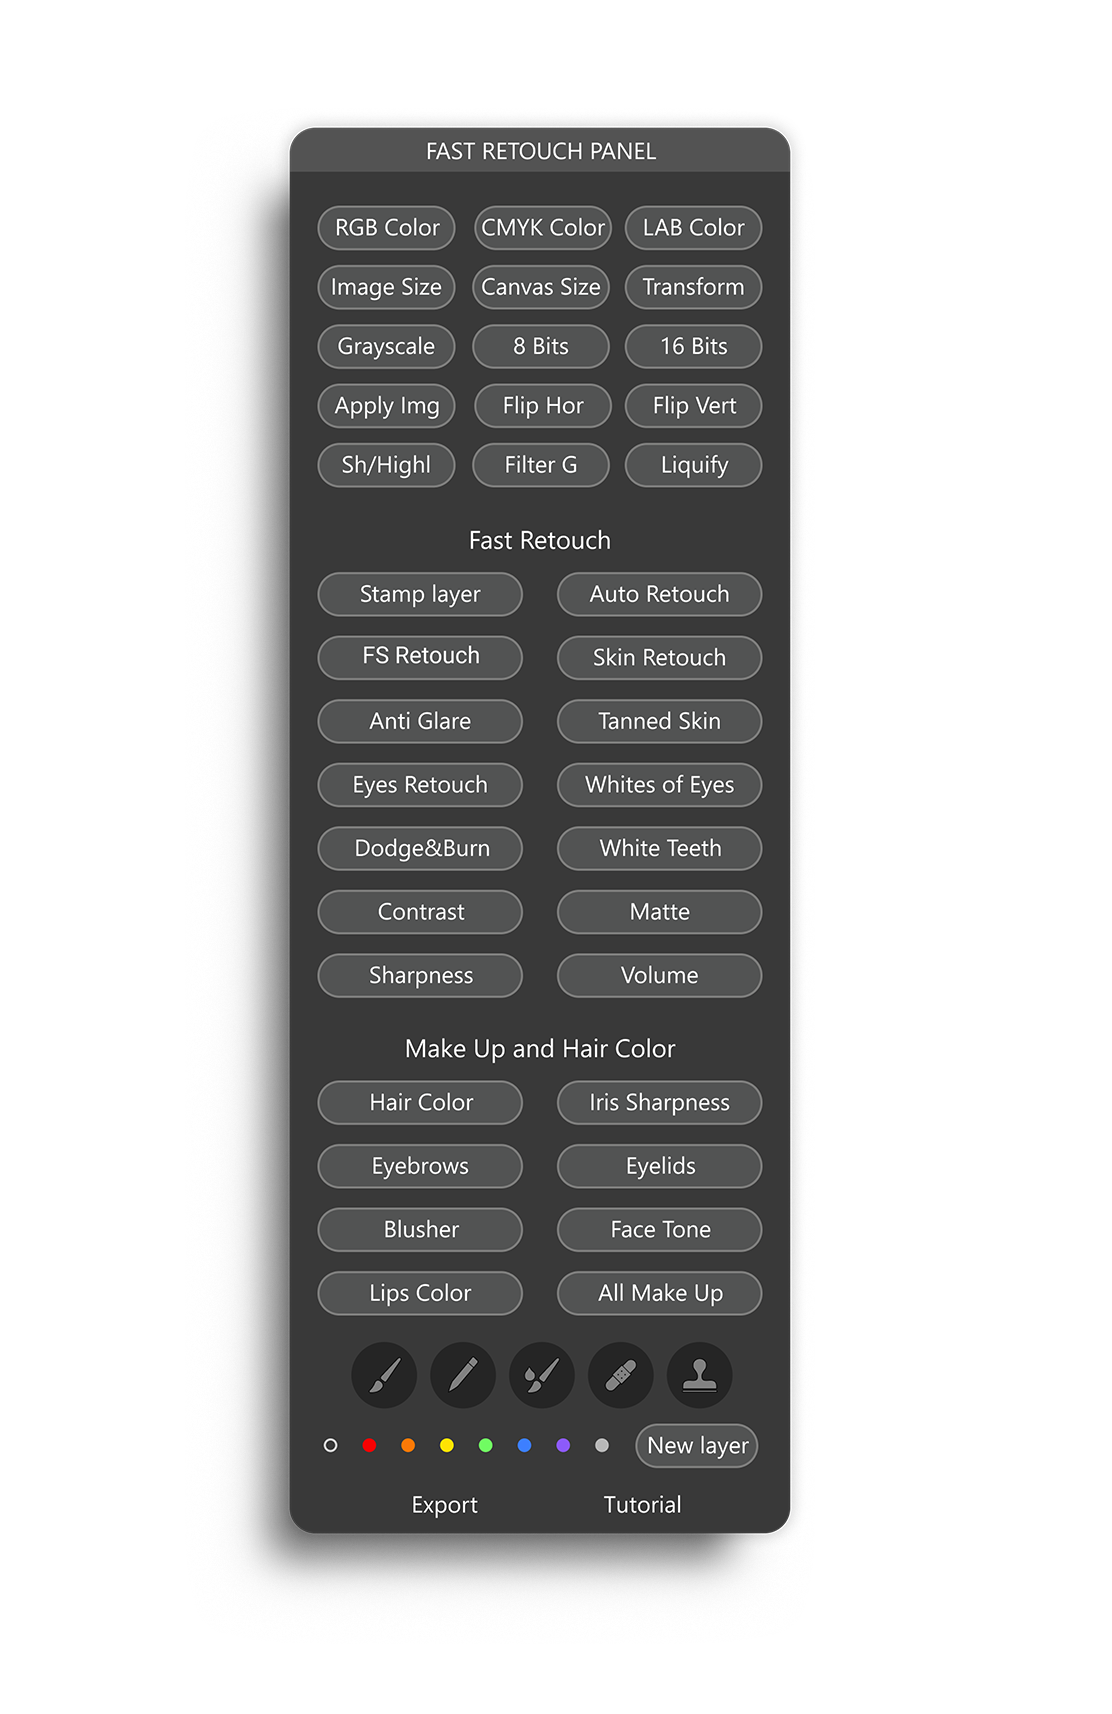 FAST RETOUCH PANEL
RGB Color CMYK Color LAB Color
Image Size Canvas Size Transform
Grayscale 8 Bits 16 Bits
Apply Img Flip Hor Flip Vert
Sh/Highl Filter G Liquify
Fast Retouch
Stamp layer Auto Retouch
FS Retouch Skin Retouch
Anti Glare Tanned Skin
Eyes Retouch Whites of Eyes
Dodge&Burn White Teeth
Contrast Matte
Sharpness Volume
Make Up and Hair Color
Hair Color Iris Sharpness
Eyebrows Eyelids
Blusher Face Tone
Lips Color All Make Up
New layer
Export Tutorial